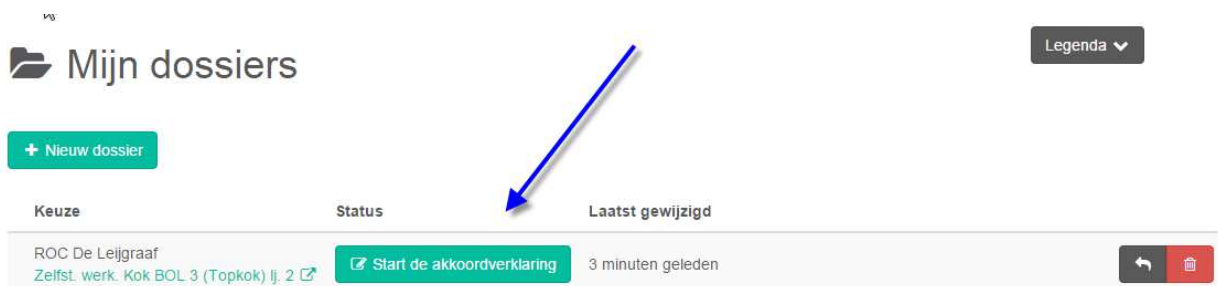 Mijn dossiers
Legenda
+ Nieuw dossier
Keuze Status Laatst gewijzigd
ROC De Leijgraaf
Zelfst. werk. Kok BOL 3 (Topkok) lj. 2
Start de akkoordverklaring
3 minuten geleden